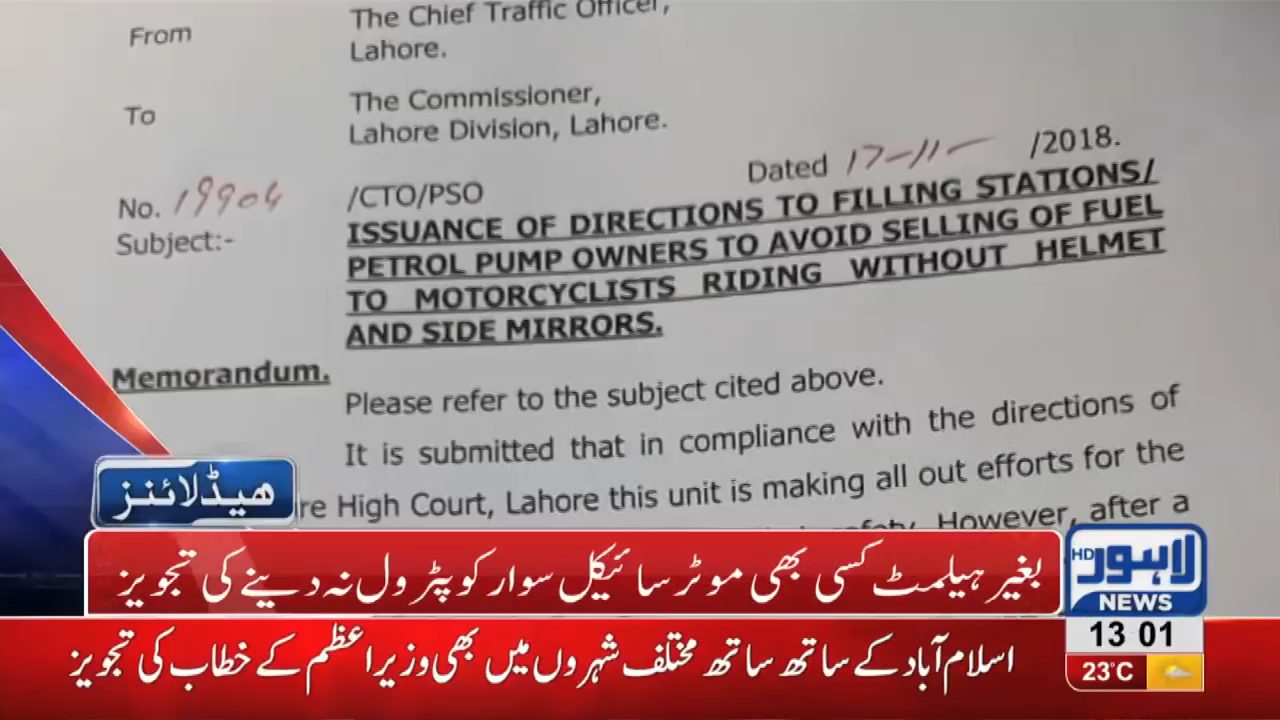 From
The Chief Traffic Officer,
Lahore.
To
The Commissioner,
Lahore Division, Lahore.
Dated 17-11- /2018.
No. 19904 /CTO/PSO
Subject:-
ISSUANCE OF DIRECTIONS TO FILLING STATIONS/
PETROL PUMP OWNERS TO AVOID SELLING OF FUEL
TO MOTORCYCLISTS RIDING WITHOUT HELMET
AND SIDE MIRRORS.
Memorandum.
Please refer to the subject cited above.
It is submitted that in compliance with the directions of
re High Court, Lahore this unit is making all out efforts for the
safety. However, after a
ھیڈلائنز
بغیر ہیلمٹ کسی بھی موٹر سائیکل سوار کو پٹرول نہ دینے کی تجویز
لاہور HD
NEWS
13 01
23°C
اسلام آباد کے ساتھ ساتھ مختلف شہروں میں بھی وزیراعظم کے خطاب کی تجویز